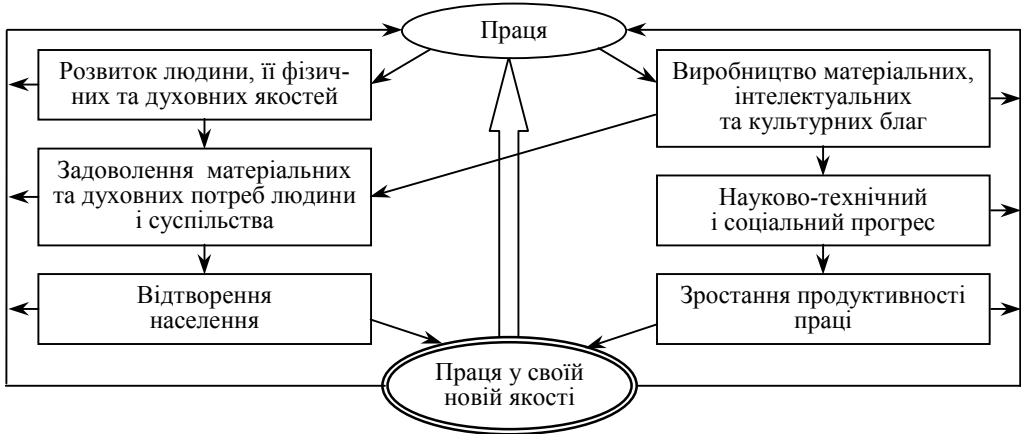 Праця
Розвиток людини, її фізич-
них та духовних якостей
Задоволення матеріальних
та духовних потреб людини
і суспільства
Відтворення
населення
Виробництво матеріальних,
інтелектуальних
та культурних благ
Науково-технічний
і соціальний прогрес
Зростання продуктивності
праці
Праця у своїй
новій якості